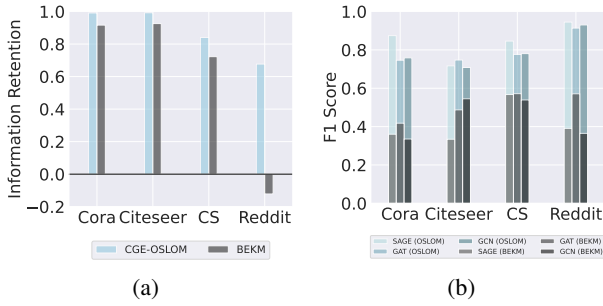 Information Retention
1.0
0.8
0.6
0.4
0.2
0.0
−0.2
Cora Citeseer CS Reddit
CGE-OSLOM BEKM
(a)
F1 Score
1.0
0.8
0.6
0.4
0.2
0.0
Cora Citeseer CS Reddit
SAGE (OSLOM) GCN (OSLOM) GAT (BEKM)
GAT (OSLOM) SAGE (BEKM) GCN (BEKM)
(b)